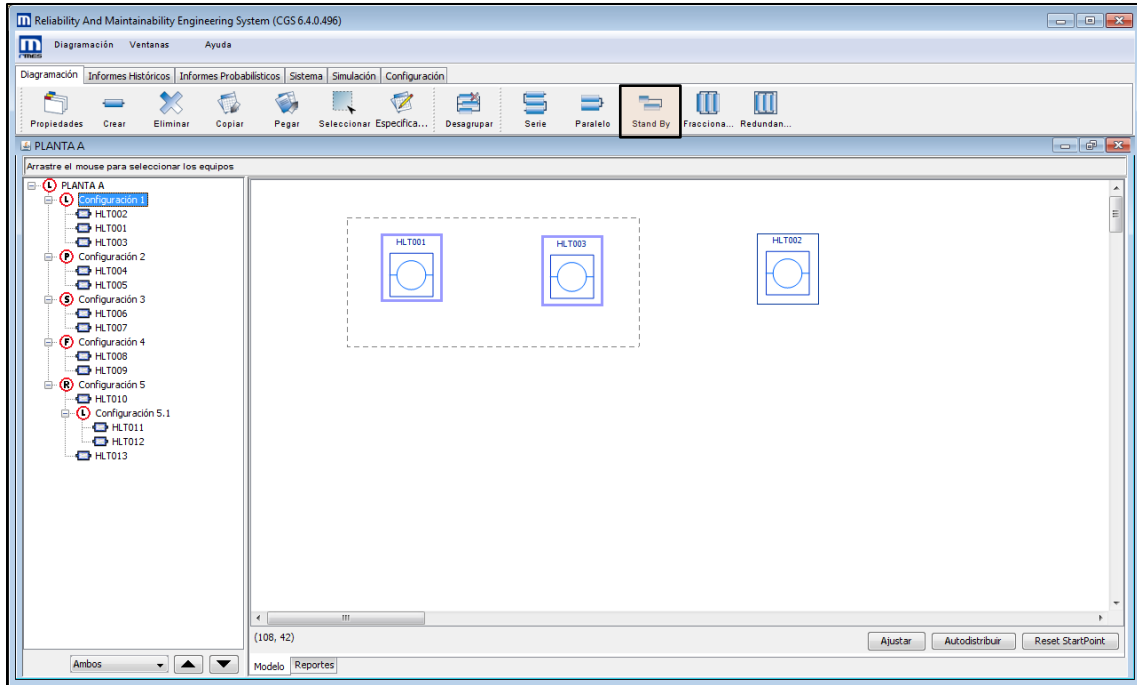 Reliability And Maintainability Engineering System (CGS 6.4.0.496)
Diagramación Ventanas Ayuda
Diagramación Informes Históricos Informes Probabilísticos Sistema Simulación Configuración
Propiedades Crear Eliminar Copiar Pegar Seleccionar Especifica... Desagrupar Serie Paralelo Stand By Fracciona... Redundan...
PLANTA A
Arrastre el mouse para seleccionar los equipos
L PLANTA A
L Configuración 1
HLT002
HLT001
HLT003
P Configuración 2
HLT004
HLT005
S Configuración 3
HLT006
HLT007
F Configuración 4
HLT008
HLT009
R Configuración 5
HLT010
L Configuración 5.1
HLT011
HLT012
HLT013
HLT001 HLT003 HLT002
(108, 42)
Ajustar Autodistribuir Reset StartPoint
Ambos
Modelo Reportes